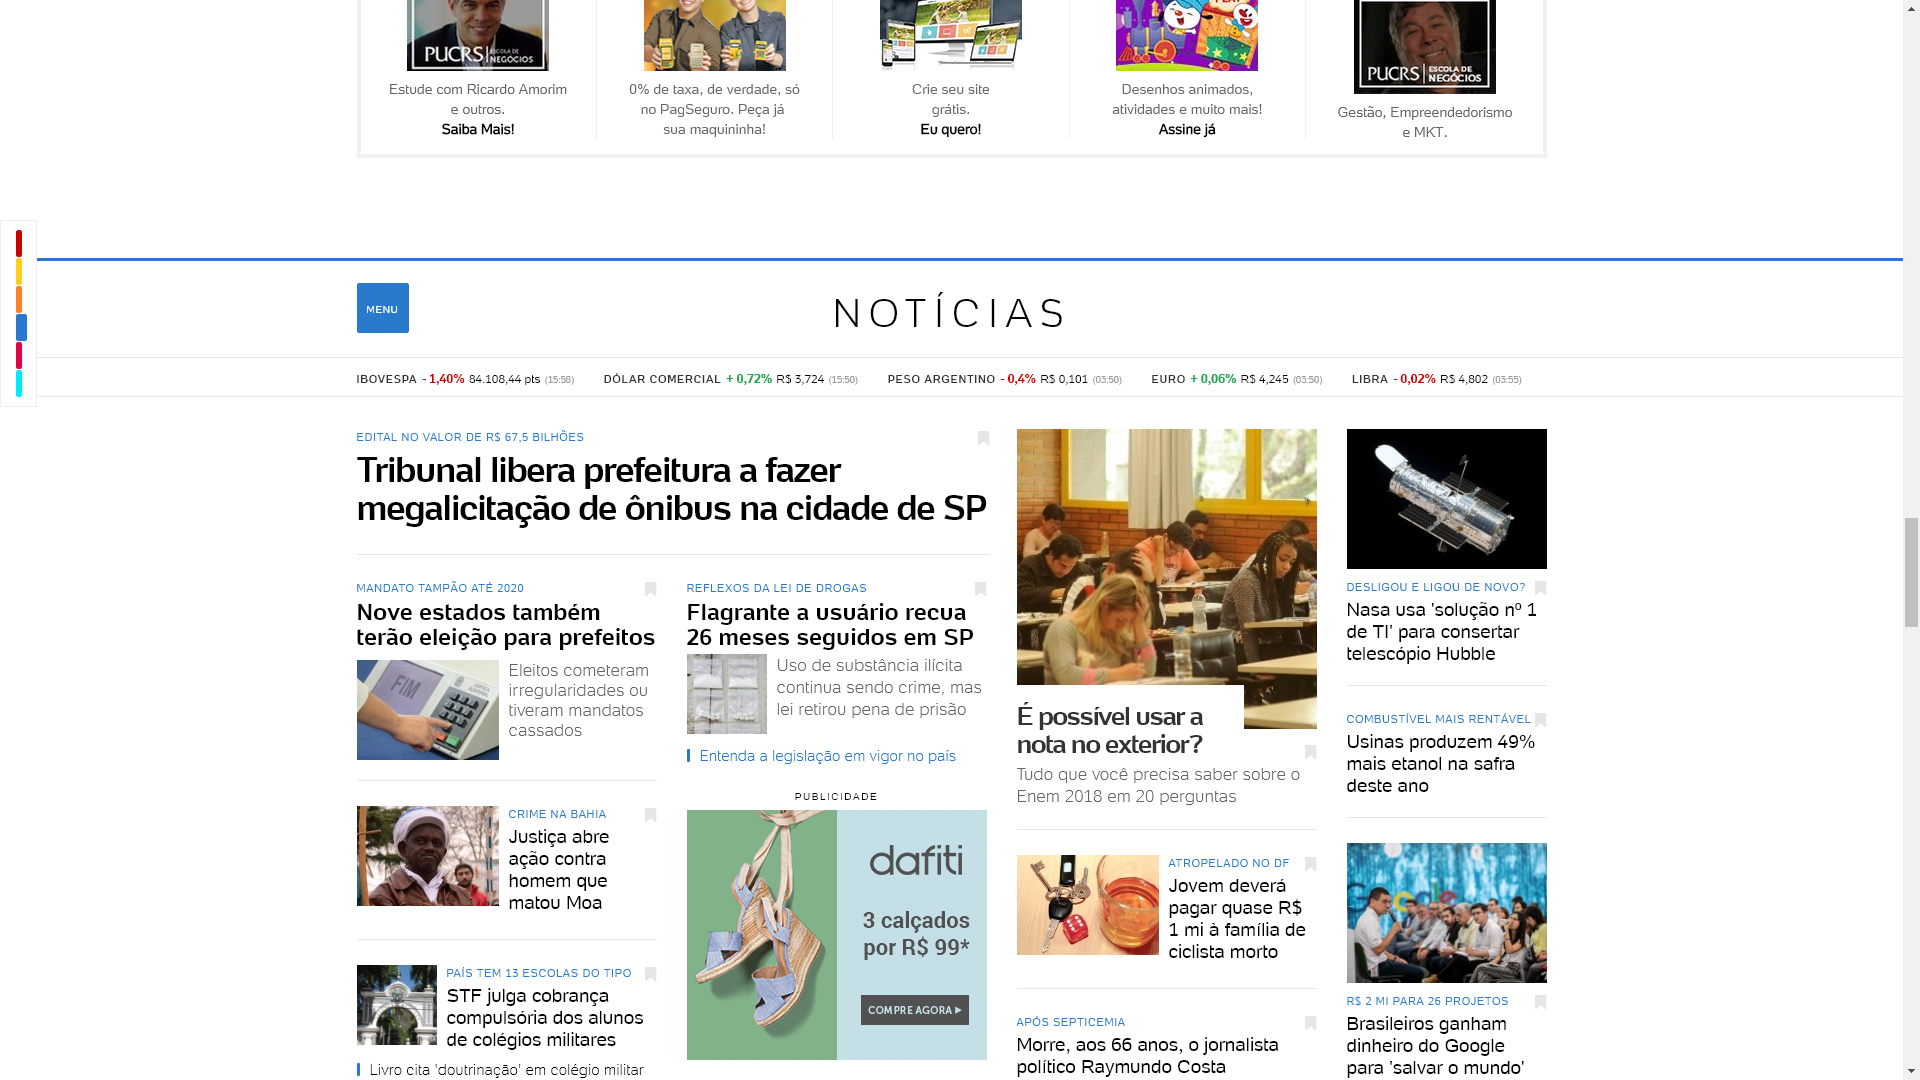 PUCRS ESCOLA DE NEGÓCIOS
Estude com Ricardo Amorim
e outros.
Saiba Mais!
0% de taxa, de verdade, só
no PagSeguro. Peça já
sua maquininha!
Crie seu site
grátis.
Eu quero!
Desenhos animados,
atividades e muito mais!
Assine já
PUCRS ESCOLA DE NEGÓCIOS
Gestão, Empreendedorismo
e MKT.
MENU
NOTÍCIAS
IBOVESPA - 1,40% 84.108,44 pts (15:58)
DÓLAR COMERCIAL + 0,72% R$ 3,724 (15:50)
PESO ARGENTINO - 0,4% R$ 0,101 (03:50)
EURO + 0,06% R$ 4,245 (03:50)
LIBRA - 0,02% R$ 4,802 (03:55)
EDITAL NO VALOR DE R$ 67,5 BILHÕES
Tribunal libera prefeitura a fazer
megalicitação de ônibus na cidade de SP
MANDATO TAMPÃO ATÉ 2020
Nove estados também
terão eleição para prefeitos
FIM
Eleitos cometeram
irregularidades ou
tiveram mandatos
cassados
CRIME NA BAHIA
Justiça abre
ação contra
homem que
matou Moa
PAÍS TEM 13 ESCOLAS DO TIPO
STF julga cobrança
compulsória dos alunos
de colégios militares
Livro cita 'doutrinação' em colégio militar
REFLEXOS DA LEI DE DROGAS
Flagrante a usuário recua
26 meses seguidos em SP
Uso de substância ilícita
continua sendo crime, mas
lei retirou pena de prisão
Entenda a legislação em vigor no país
PUBLICIDADE
dafiti
3 calçados
por R$ 99*
COMPRE AGORA
É possível usar a
nota no exterior?
Tudo que você precisa saber sobre o
Enem 2018 em 20 perguntas
ATROPELADO NO DF
Jovem deverá
pagar quase R$
1 mi à família de
ciclista morto
APÓS SEPTICEMIA
Morre, aos 66 anos, o jornalista
político Raymundo Costa
DESLIGOU E LIGOU DE NOVO?
Nasa usa 'solução nº 1
de TI' para consertar
telescópio Hubble
COMBUSTÍVEL MAIS RENTÁVEL
Usinas produzem 49%
mais etanol na safra
deste ano
R$ 2 MI PARA 26 PROJETOS
Brasileiros ganham
dinheiro do Google
para 'salvar o mundo'